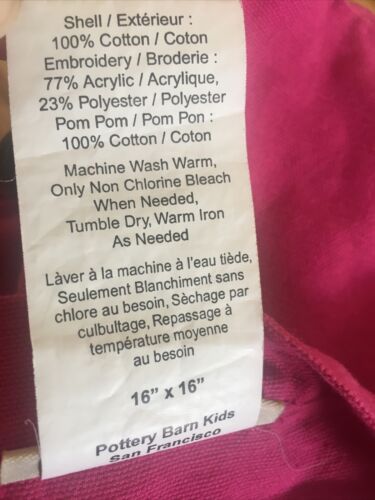 Shell / Extérieur :
100% Cotton / Coton
Embroidery / Broderie :
77% Acrylic / Acrylique,
23% Polyester / Polyester
Pom Pom / Pom Pon :
100% Cotton / Coton
Machine Wash Warm,
Only Non Chlorine Bleach
When Needed,
Tumble Dry, Warm Iron
As Needed
Làver à la machine à l'eau tiède,
Seulement Blanchiment sans
chlore au besoin, Sèchage par
culbultage, Repassage à
température moyenne
au besoin
16" x 16"
Pottery Barn Kids
San Francisco